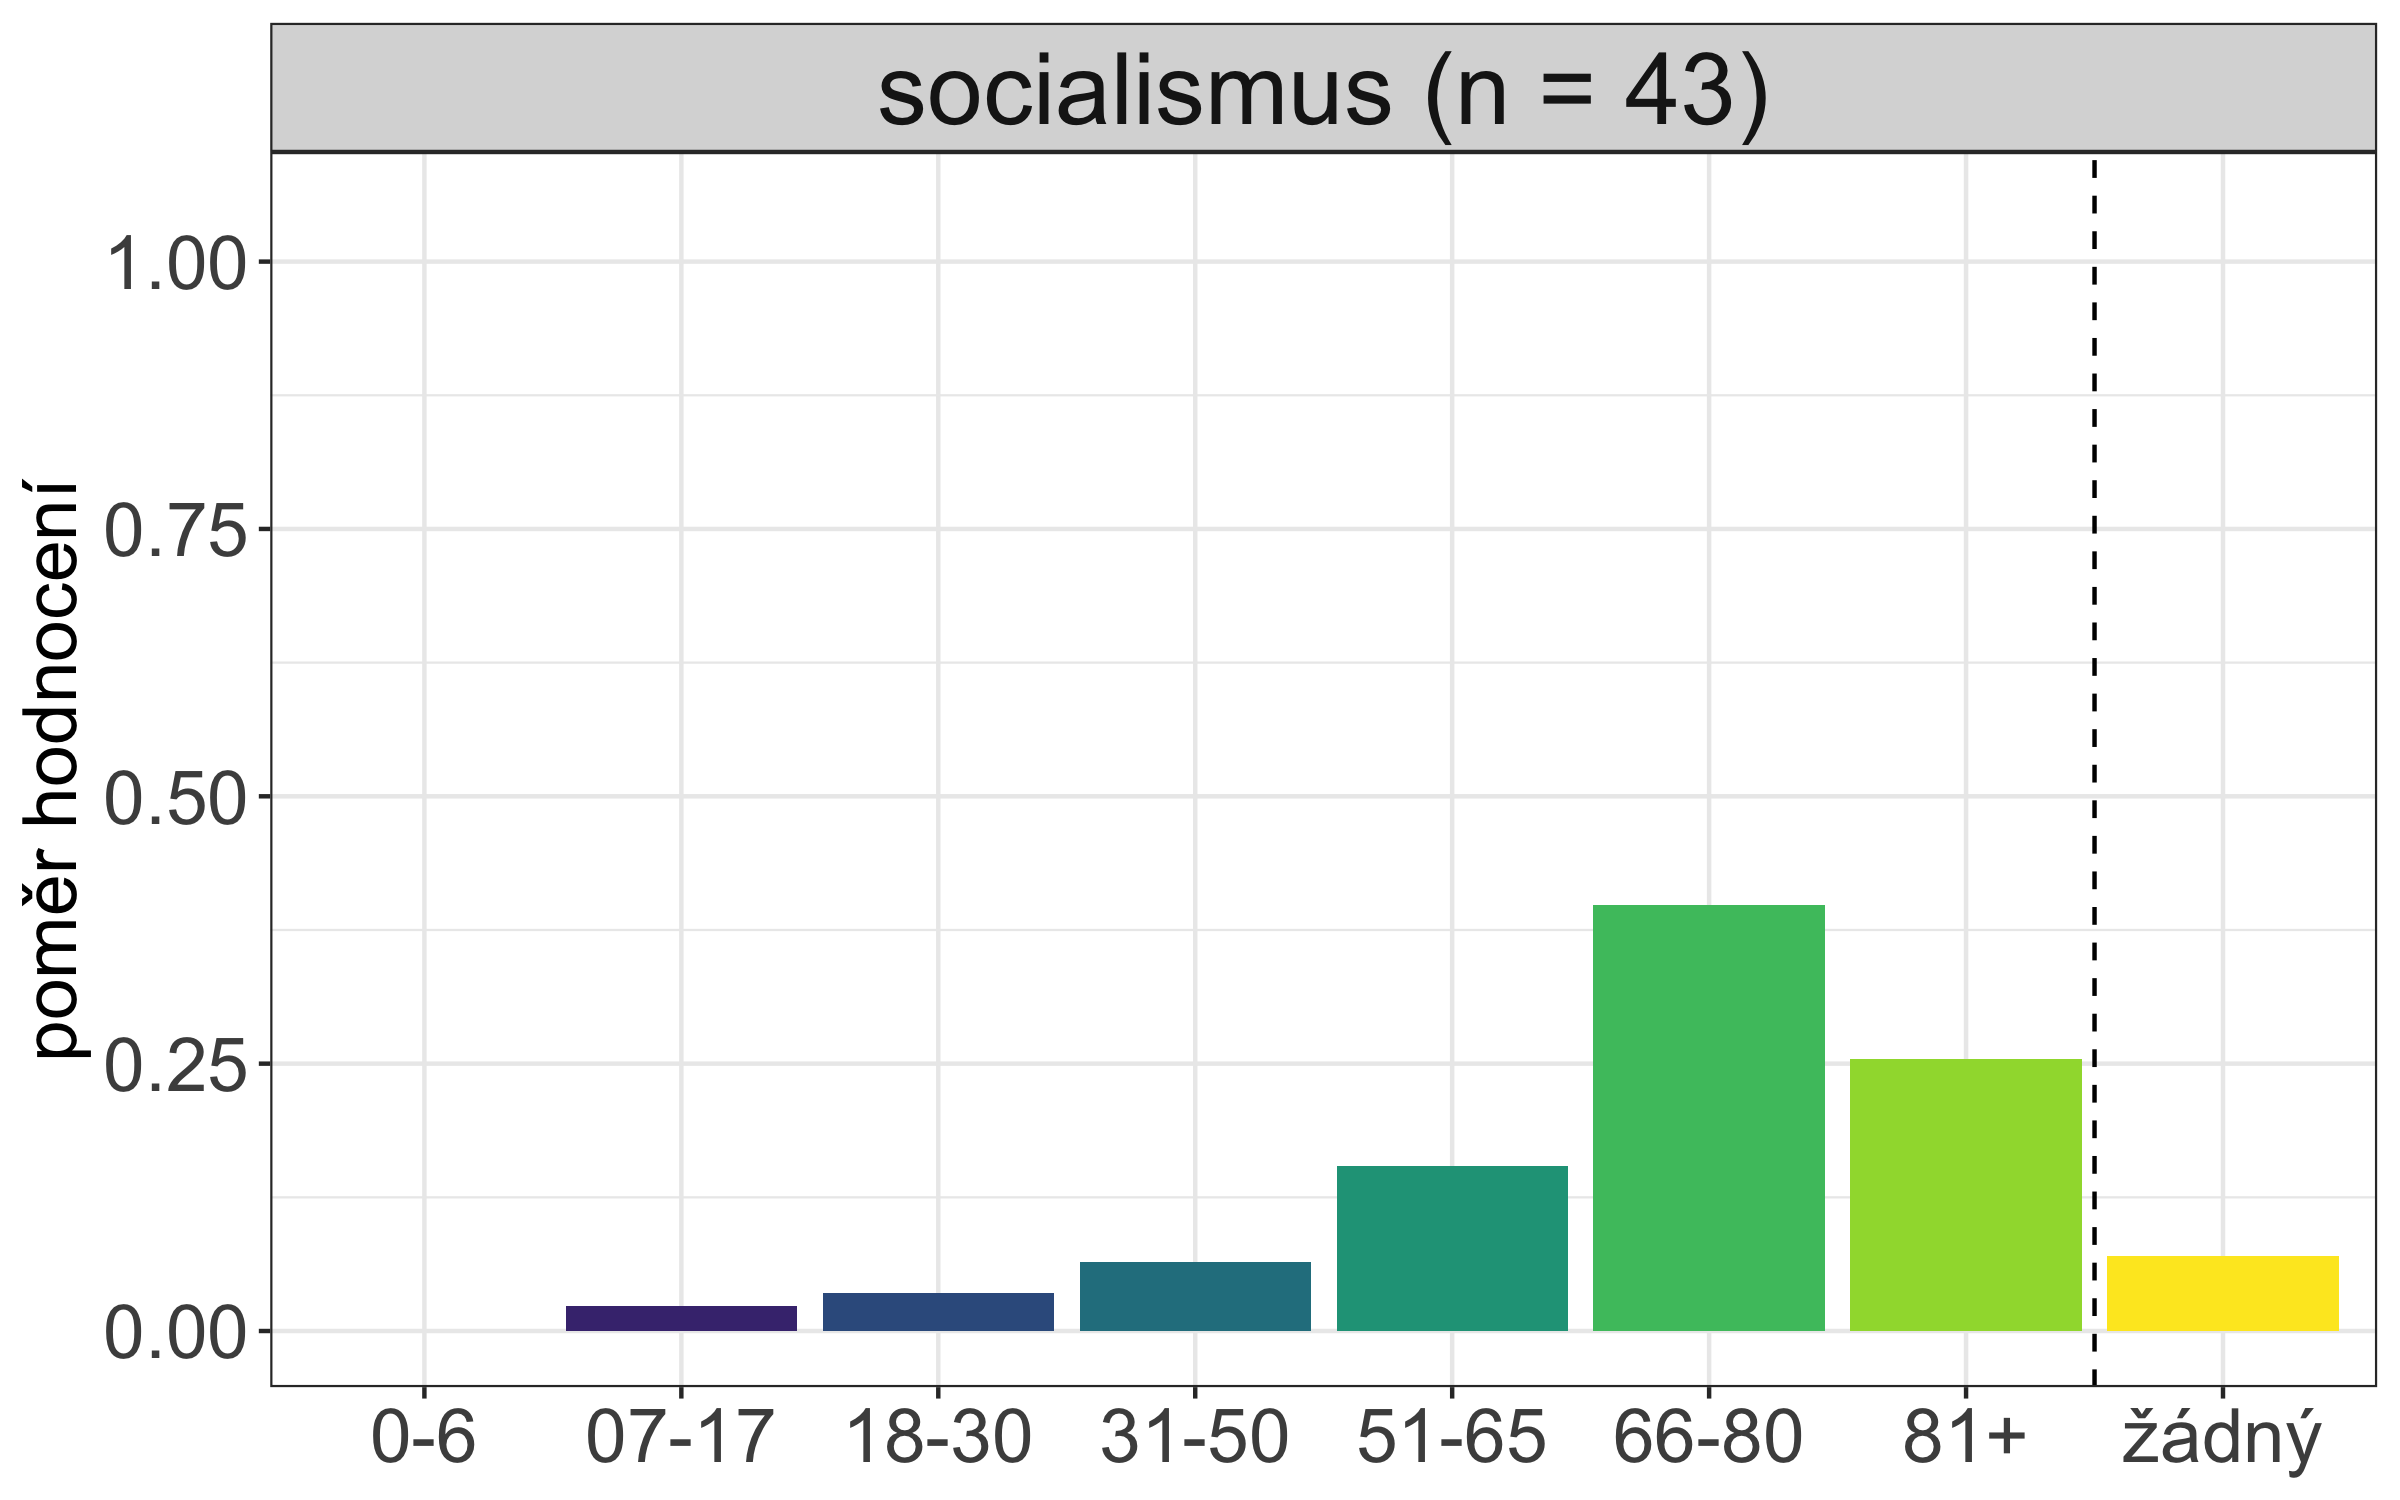 socialismus (n = 43)
poměr hodnocení
1.00
0.75
0.50
0.25
0.00
0-6 07-17 18-30 31-50 51-65 66-80 81+ žádný